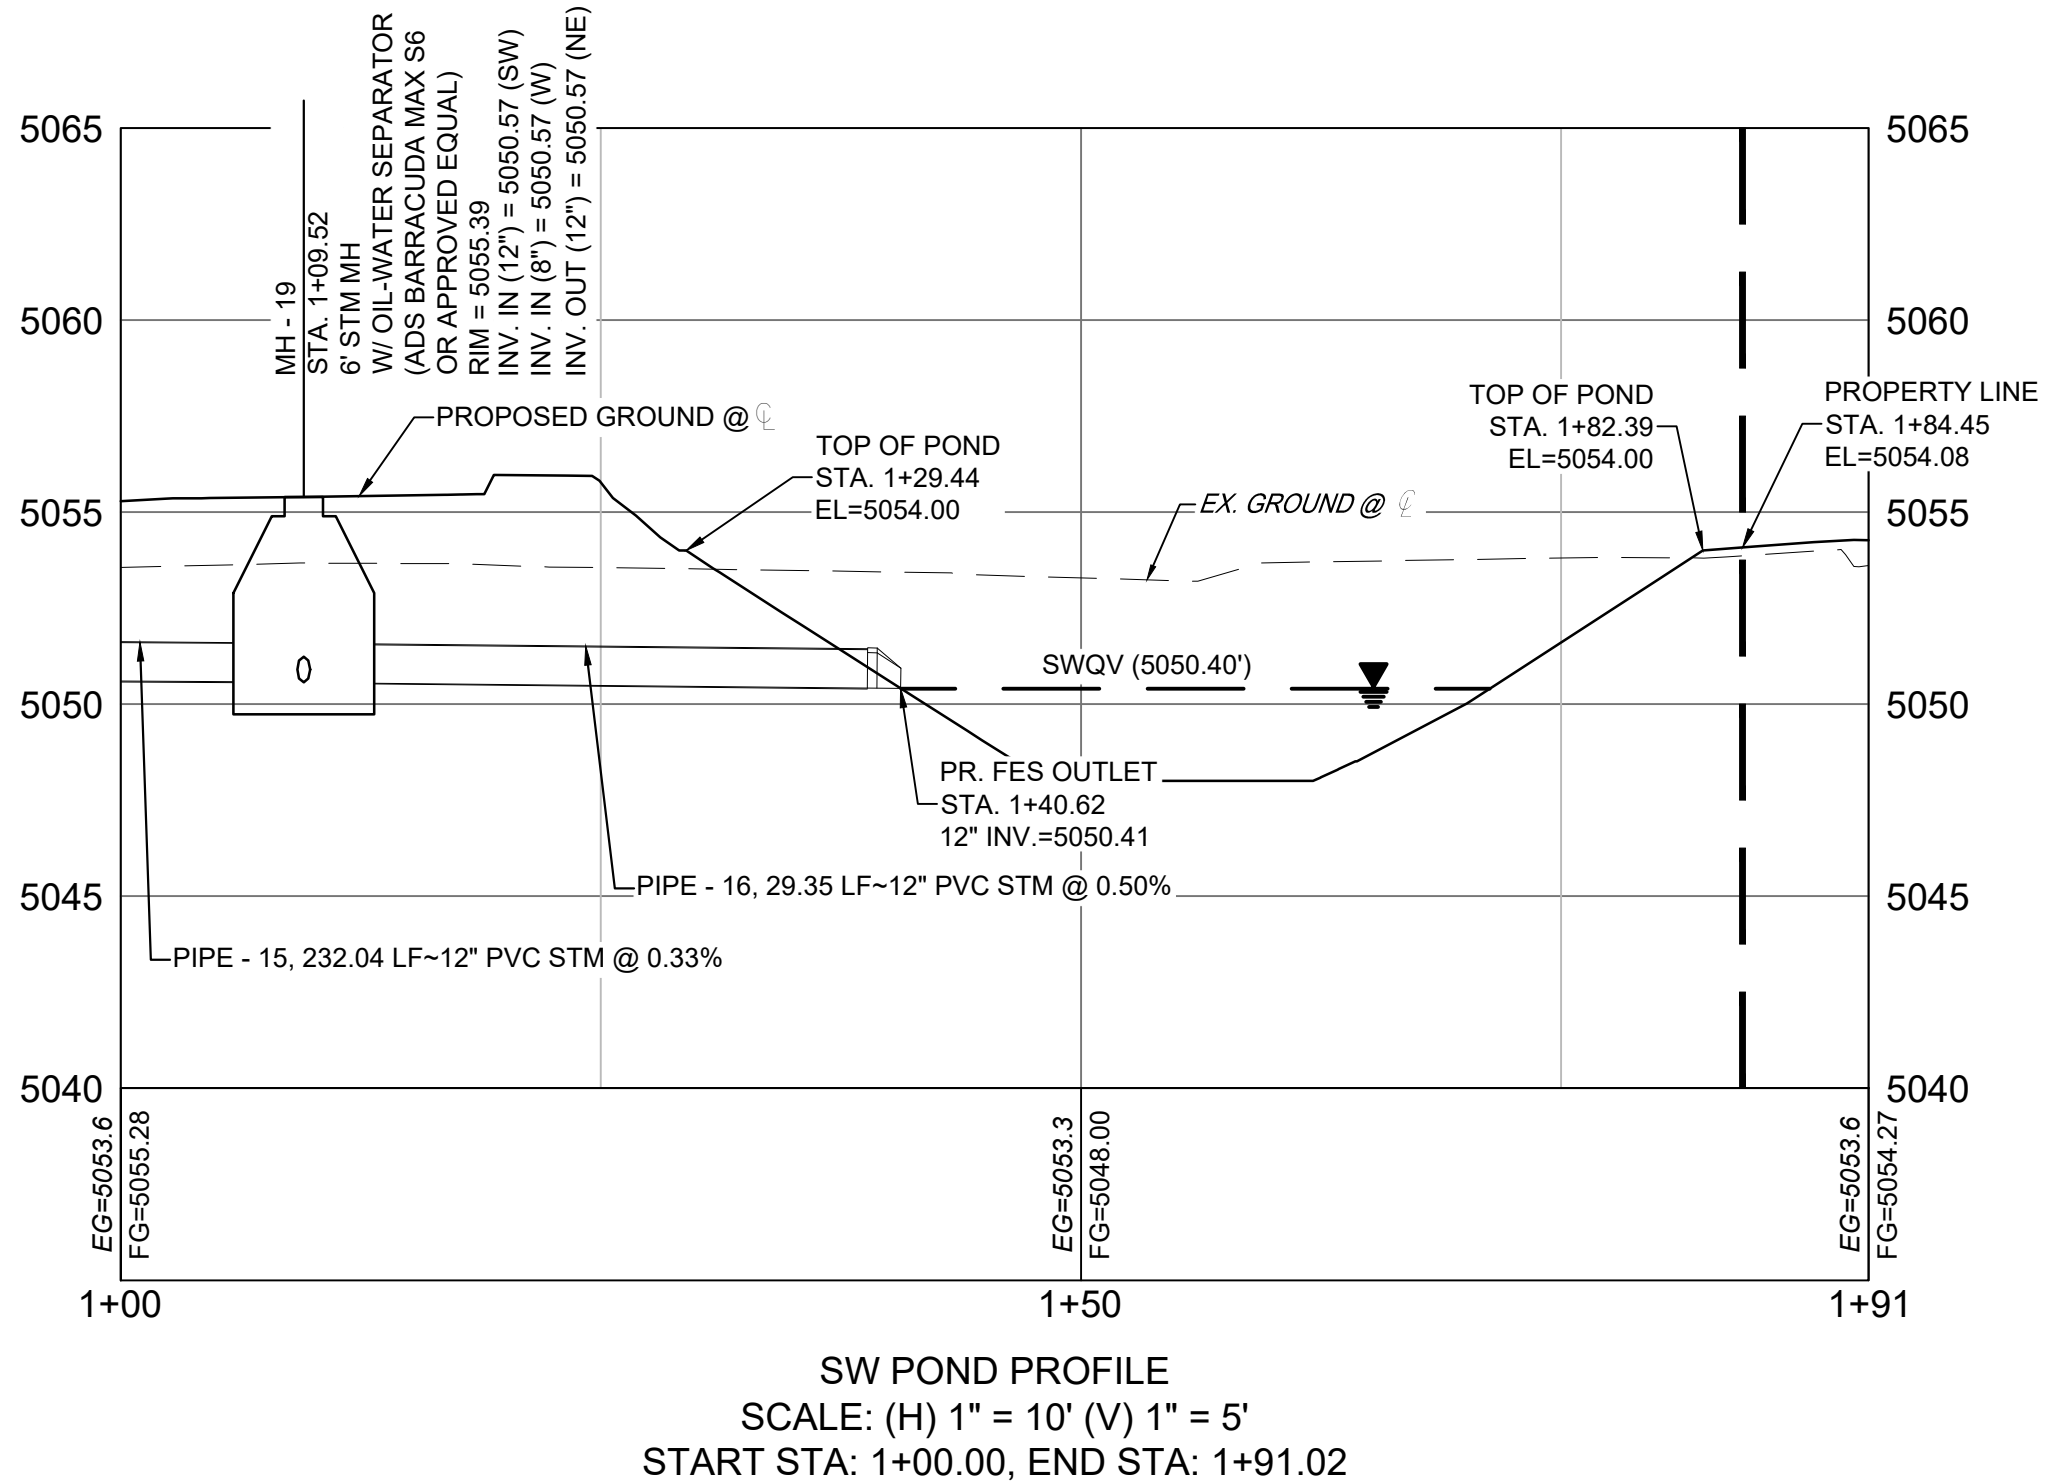 MH - 19
STA. 1+09.52
6' STM MH
W/ OIL-WATER SEPARATOR
(ADS BARRACUDA MAX S6
OR APPROVED EQUAL)
RIM = 5055.39
INV. IN (12") = 5050.57 (SW)
INV. IN (8") = 5050.57 (W)
INV. OUT (12") = 5050.57 (NE)
5065
5065
5060
5060
5055
5055
5050
5050
5045
5045
5040
5040
PROPOSED GROUND @ ℄
TOP OF POND
STA. 1+29.44
EL=5054.00
EX. GROUND @ ℄
TOP OF POND
STA. 1+82.39
EL=5054.00
PROPERTY LINE
STA. 1+84.45
EL=5054.08
SWQV (5050.40')
PR. FES OUTLET
STA. 1+40.62
12" INV.=5050.41
PIPE - 16, 29.35 LF~12" PVC STM @ 0.50%
PIPE - 15, 232.04 LF~12" PVC STM @ 0.33%
EG=5053.6
FG=5055.28
EG=5053.3
FG=5048.00
EG=5053.6
FG=5054.27
1+00
1+50
1+91
SW POND PROFILE
SCALE: (H) 1" = 10' (V) 1" = 5'
START STA: 1+00.00, END STA: 1+91.02